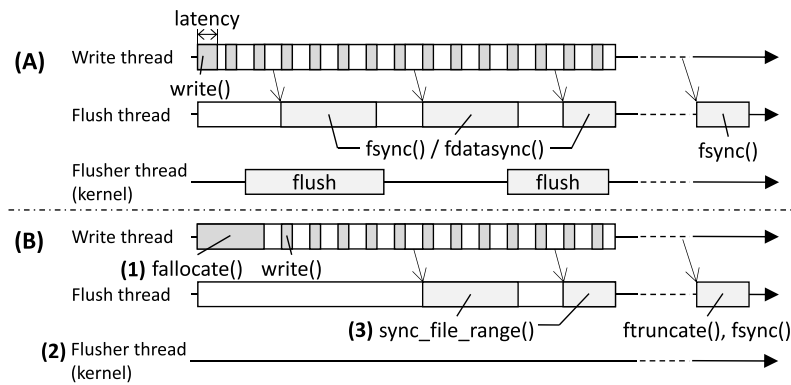 latency
(A)
Write thread
write()
Flush thread
fsync() / fdatasync()
fsync()
Flusher thread
(kernel)
flush
flush
(B)
Write thread
(1) fallocate()
write()
Flush thread
(3) sync_file_range()
ftruncate(), fsync()
(2) Flusher thread
(kernel)